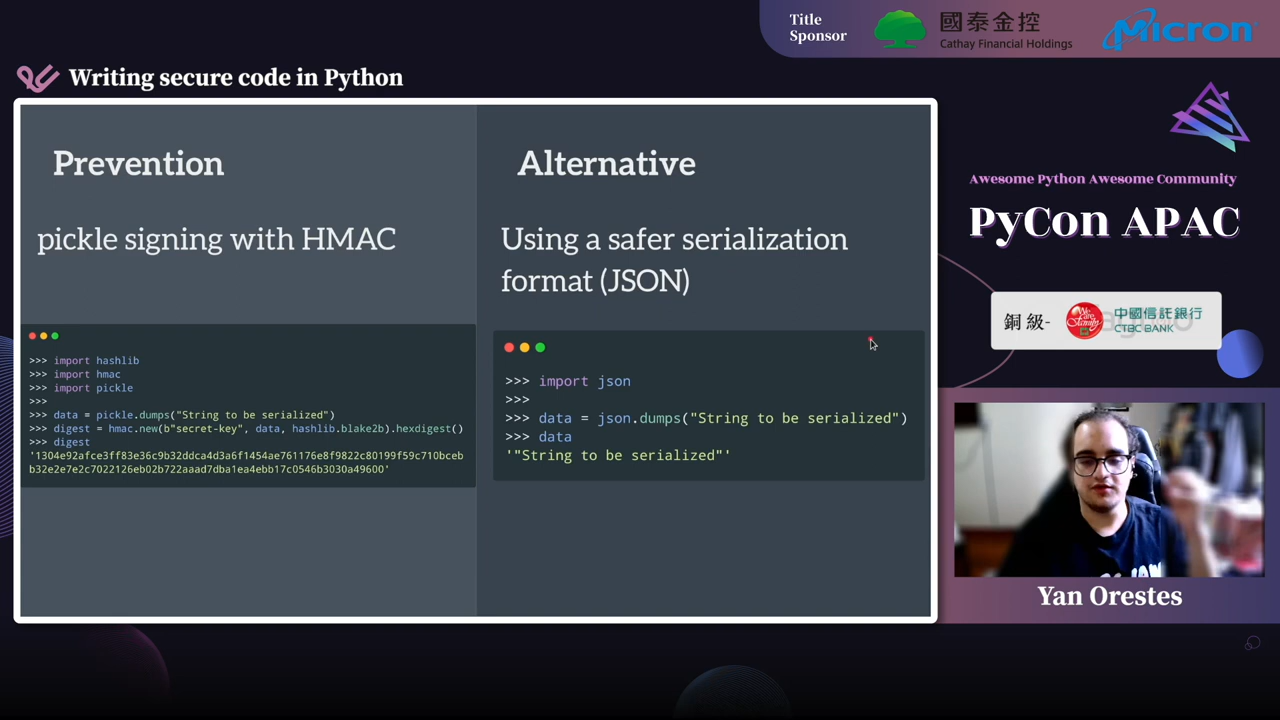 Title
Sponsor
國泰金控
Cathay Financial Holdings
Micron
Writing secure code in Python
Prevention
pickle signing with HMAC
>>> import hashlib
>>> import hmac
>>> import pickle
>>>
>>> data = pickle.dumps("String to be serialized")
>>> digest = hmac.new(b"secret-key", data, hashlib.blake2b).hexdigest()
>>> digest
'1304e92afce3ff83e36c9b32ddca4d3a6f1454ae761176e8f9822c80199f59c710bceb
b32e2e7e2c7022126eb02b722aaad7dba1ea4ebb17c0546b3030a49600'
Alternative
Using a safer serialization
format (JSON)
>>> import json
>>>
>>> data = json.dumps("String to be serialized")
>>> data
'"String to be serialized"'
Awesome Python Awesome Community
PyCon APAC
銅級-
We are Family
中國信託銀行
CTBC BANK
Yan Orestes